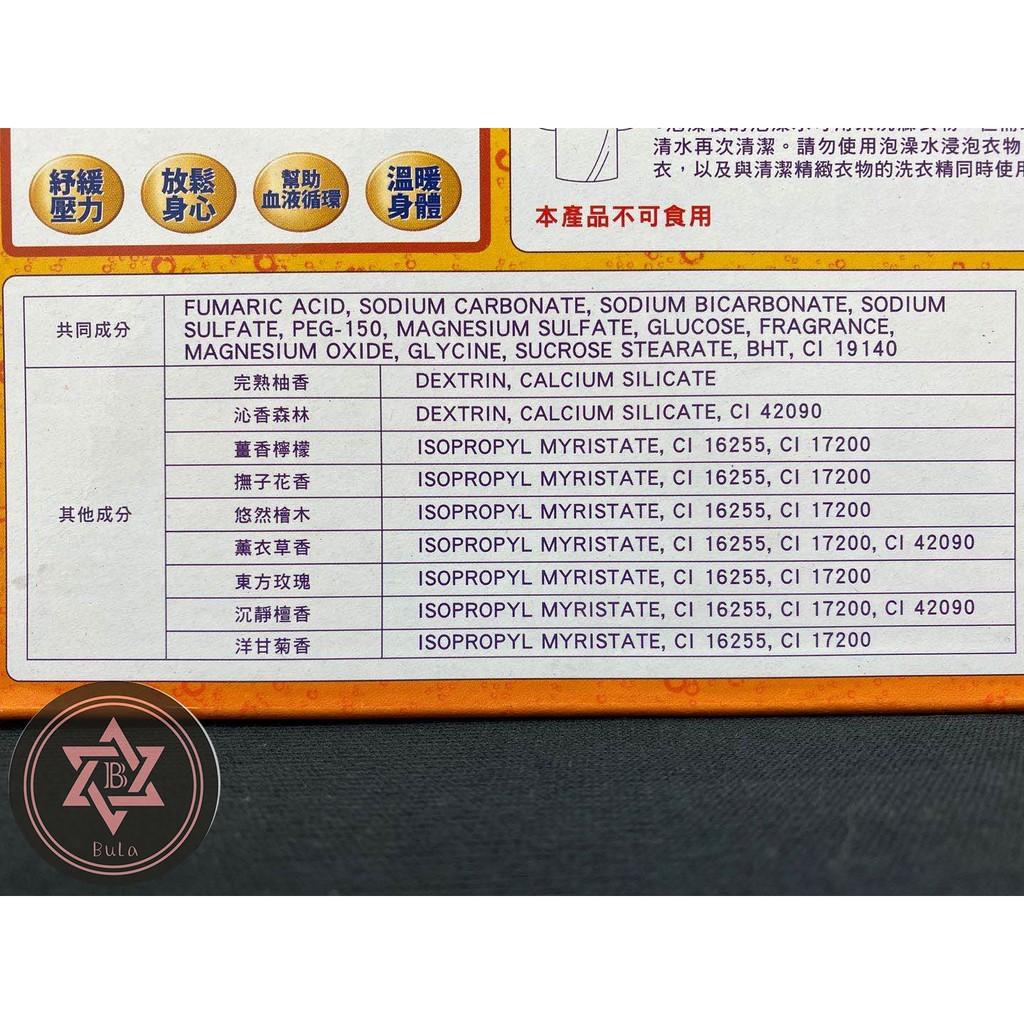 紓緩
壓力
放鬆
身心
幫助
血液循環
溫暖
身體
清水再次清潔。請勿使用泡澡水浸泡衣物
衣，以及與清潔精緻衣物的洗衣精同時使用
本產品不可食用
共同成分
FUMARIC ACID, SODIUM CARBONATE, SODIUM BICARBONATE, SODIUM
SULFATE, PEG-150, MAGNESIUM SULFATE, GLUCOSE, FRAGRANCE,
MAGNESIUM OXIDE, GLYCINE, SUCROSE STEARATE, BHT, CI 19140
其他成分
完熟柚香 DEXTRIN, CALCIUM SILICATE
沁香森林 DEXTRIN, CALCIUM SILICATE, CI 42090
薑香檸檬 ISOPROPYL MYRISTATE, CI 16255, CI 17200
撫子花香 ISOPROPYL MYRISTATE, CI 16255, CI 17200
悠然檜木 ISOPROPYL MYRISTATE, CI 16255, CI 17200
薰衣草香 ISOPROPYL MYRISTATE, CI 16255, CI 17200, CI 42090
東方玫瑰 ISOPROPYL MYRISTATE, CI 16255, CI 17200
沉靜檀香 ISOPROPYL MYRISTATE, CI 16255, CI 17200, CI 42090
洋甘菊香 ISOPROPYL MYRISTATE, CI 16255, CI 17200
B
BuLa